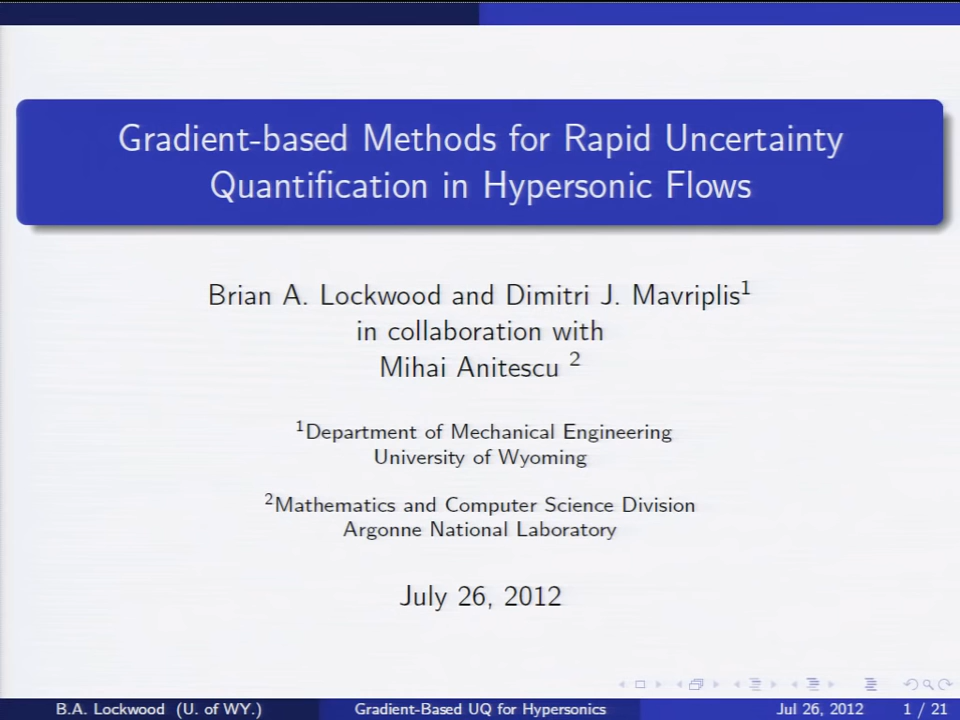 Gradient-based Methods for Rapid Uncertainty
Quantification in Hypersonic Flows
Brian A. Lockwood and Dimitri J. Mavriplis¹
in collaboration with
Mihai Anitescu ²
¹Department of Mechanical Engineering
University of Wyoming
²Mathematics and Computer Science Division
Argonne National Laboratory
July 26, 2012
B.A. Lockwood (U. of WY.) Gradient-Based UQ for Hypersonics Jul 26, 2012 1 / 21